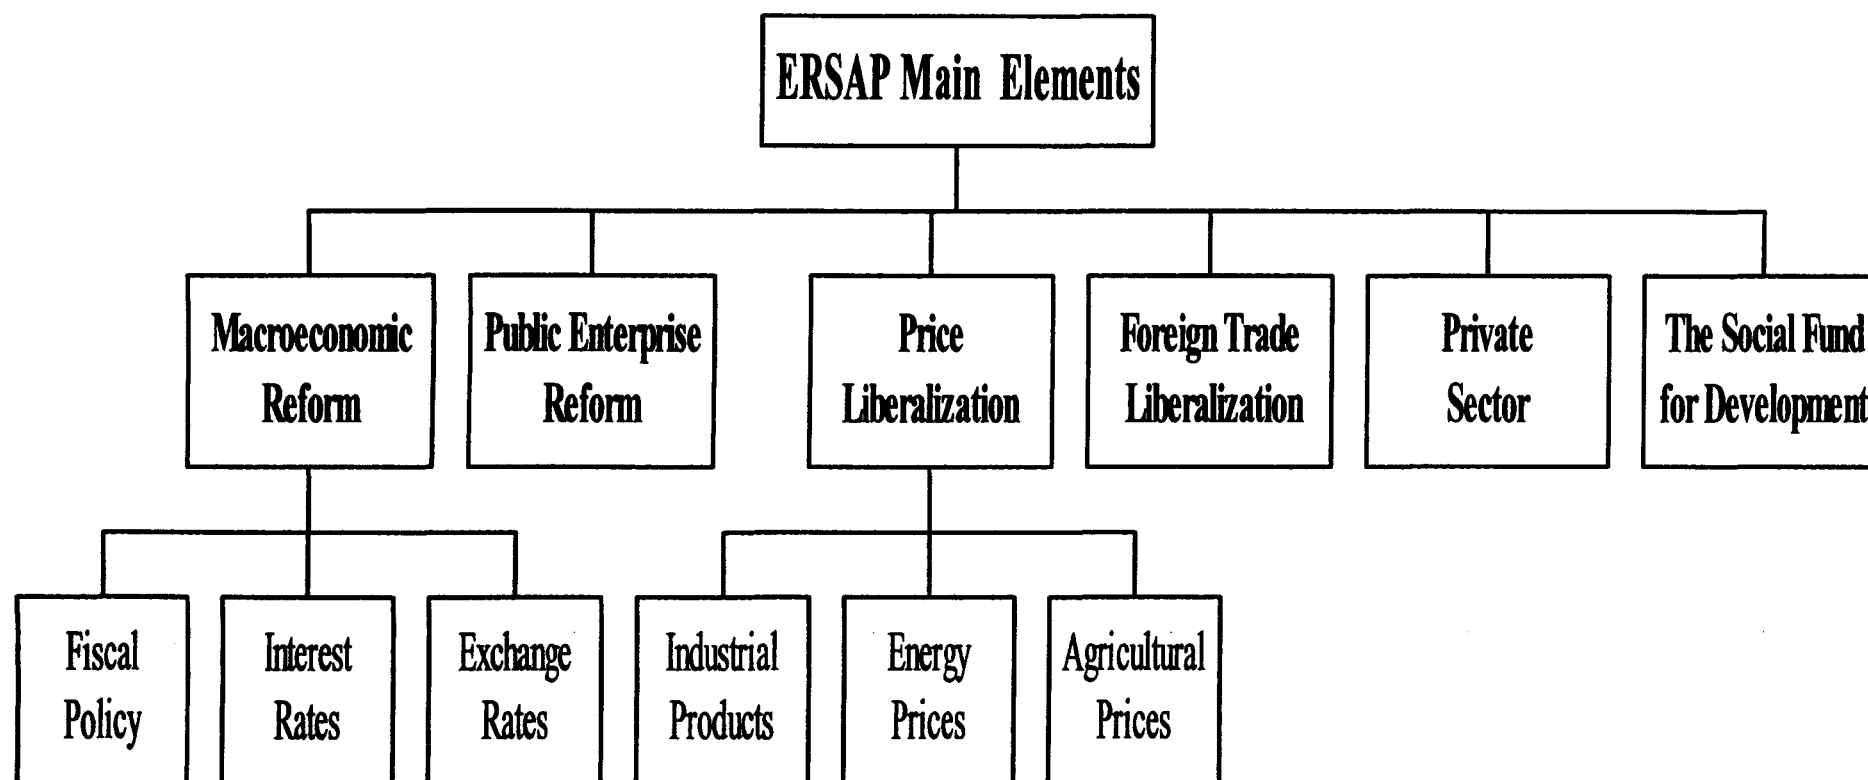 ERSAP Main Elements
Macroeconomic
Reform
Public Enterprise
Reform
Price
Liberalization
Foreign Trade
Liberalization
Private
Sector
The Social Fund
for Development
Fiscal
Policy
Interest
Rates
Exchange
Rates
Industrial
Products
Energy
Prices
Agricultural
Prices